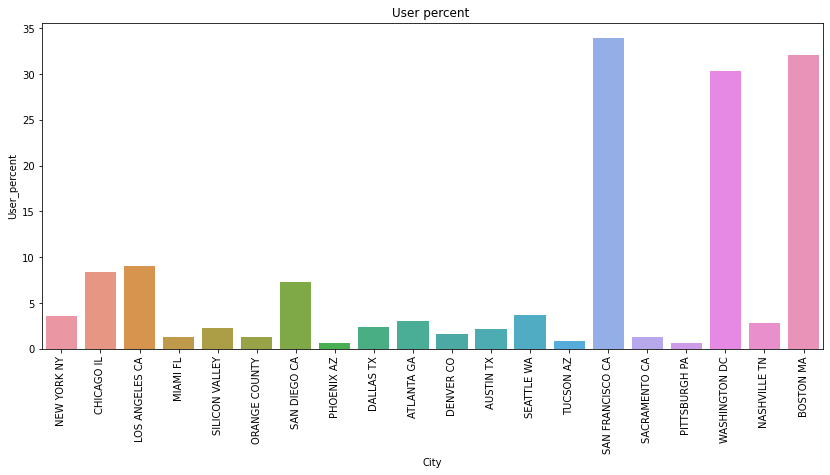 User percent
User_percent
35
30
25
20
15
10
5
0
NEW YORK NY
CHICAGO IL
LOS ANGELES CA
MIAMI FL
SILICON VALLEY
ORANGE COUNTY
SAN DIEGO CA
PHOENIX AZ
DALLAS TX
ATLANTA GA
DENVER CO
AUSTIN TX
SEATTLE WA
TUCSON AZ
SAN FRANCISCO CA
SACRAMENTO CA
PITTSBURGH PA
WASHINGTON DC
NASHVILLE TN
BOSTON MA
City